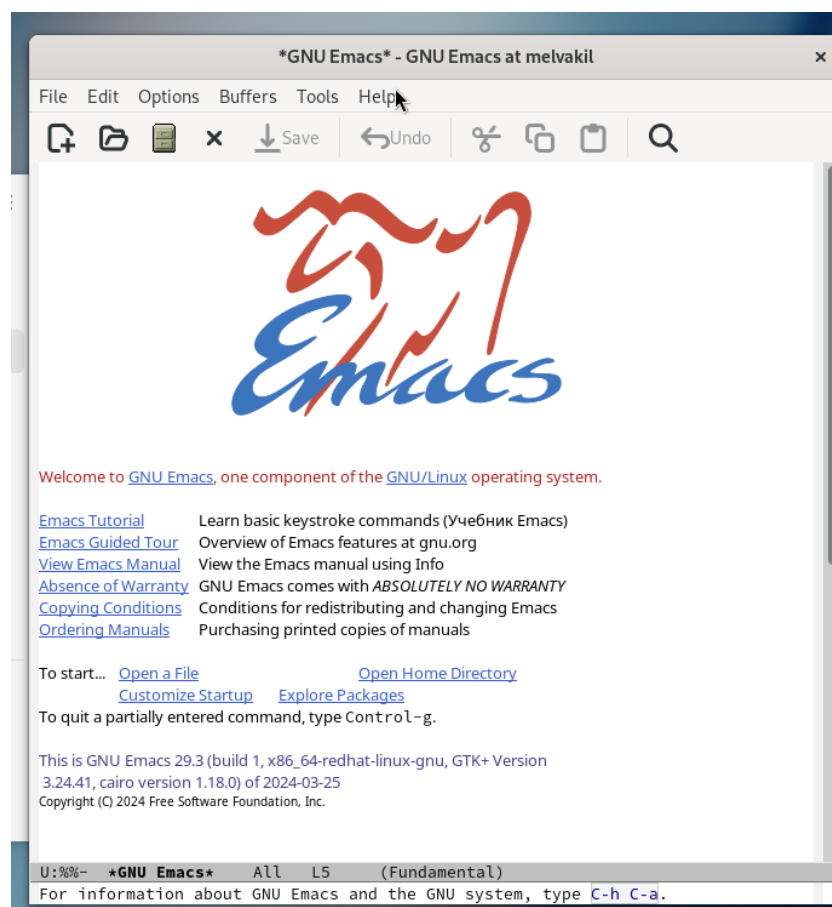 *GNU Emacs* - GNU Emacs at melvakil ×
File Edit Options Buffers Tools Help
Save Undo
Emacs
Welcome to GNU Emacs, one component of the GNU/Linux operating system.
Emacs Tutorial Learn basic keystroke commands (Учебник Emacs)
Emacs Guided Tour Overview of Emacs features at gnu.org
View Emacs Manual View the Emacs manual using Info
Absence of Warranty GNU Emacs comes with ABSOLUTELY NO WARRANTY
Copying Conditions Conditions for redistributing and changing Emacs
Ordering Manuals Purchasing printed copies of manuals
To start... Open a File Open Home Directory
Customize Startup Explore Packages
To quit a partially entered command, type Control-g.
This is GNU Emacs 29.3 (build 1, x86_64-redhat-linux-gnu, GTK+ Version
3.24.41, cairo version 1.18.0) of 2024-03-25
Copyright (C) 2024 Free Software Foundation, Inc.
U:%%- *GNU Emacs* All L5 (Fundamental)
For information about GNU Emacs and the GNU system, type C-h C-a.